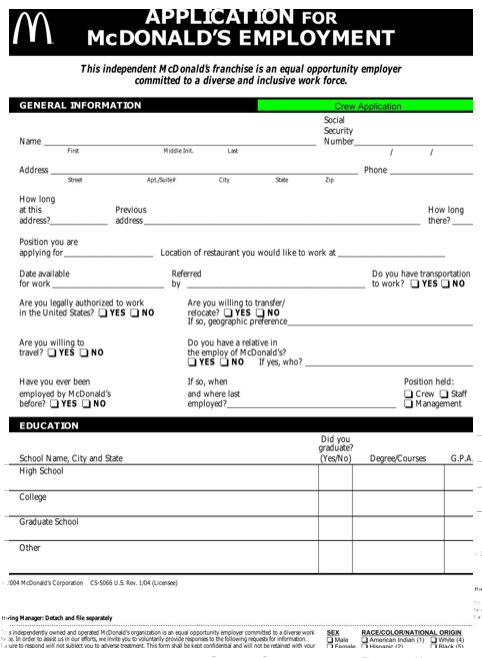 APPLICATION FOR
McDONALD'S EMPLOYMENT
This independent McDonald's franchise is an equal opportunity employer
committed to a diverse and inclusive work force.
GENERAL INFORMATION Crew Application
Social
Security
Name Number
First Middle Init. Last / /
Address Phone
Street Apt./Suite# City State Zip
How long
at this Previous How long
address? address there?
Position you are
applying for Location of restaurant you would like to work at
Date available Referred Do you have transportation
for work by to work? YES NO
Are you legally authorized to work Are you willing to transfer/
in the United States? YES NO relocate? YES NO
If so, geographic preference
Are you willing to Do you have a relative in
travel? YES NO the employ of McDonald's?
YES NO If yes, who?
Have you ever been If so, when Position held:
employed by McDonald's and where last Crew Staff
before? YES NO employed? Management
EDUCATION
Did you
graduate?
School Name, City and State (Yes/No) Degree/Courses G.P.A.
High School
College
Graduate School
Other
2004 McDonald's Corporation CS-5066 U.S. Rev. 1/04 (Licensee)
Manager: Detach and file separately
s independently owned and operated McDonald's organization is an equal opportunity employer committed to a diverse work SEX RACE/COLOR/NATIONAL ORIGIN
. In order to assist us in our efforts, we invite you to voluntarily provide responses to the following requests for information. Male American Indian (1) White (4)
ure to respond will not subject you to adverse treatment. This form shall be kept confidential and will not be retained with your Female Hispanic (2) Black (5)